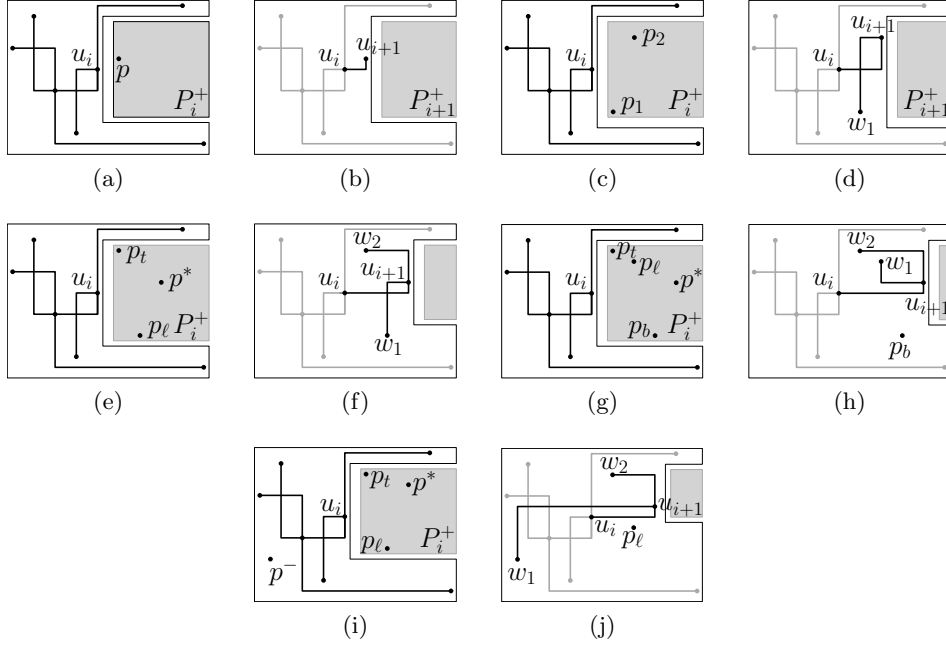 u_i p P_i^+
u_i u_{i+1} P_{i+1}^+
u_i p_2 p_1 P_i^+
u_i u_{i+1} w_1 P_{i+1}^+
(a) (b) (c) (d)
u_i p_t p^* p_ℓ P_i^+
w_2 u_i u_{i+1} w_1
u_i p_t p_ℓ p^* p_b P_i^+
w_2 w_1 u_i u_{i+1} p_b
(e) (f) (g) (h)
p_t p^* u_i p_ℓ P_i^+ p^-
w_2 u_{i+1} u_i p_ℓ w_1
(i) (j)